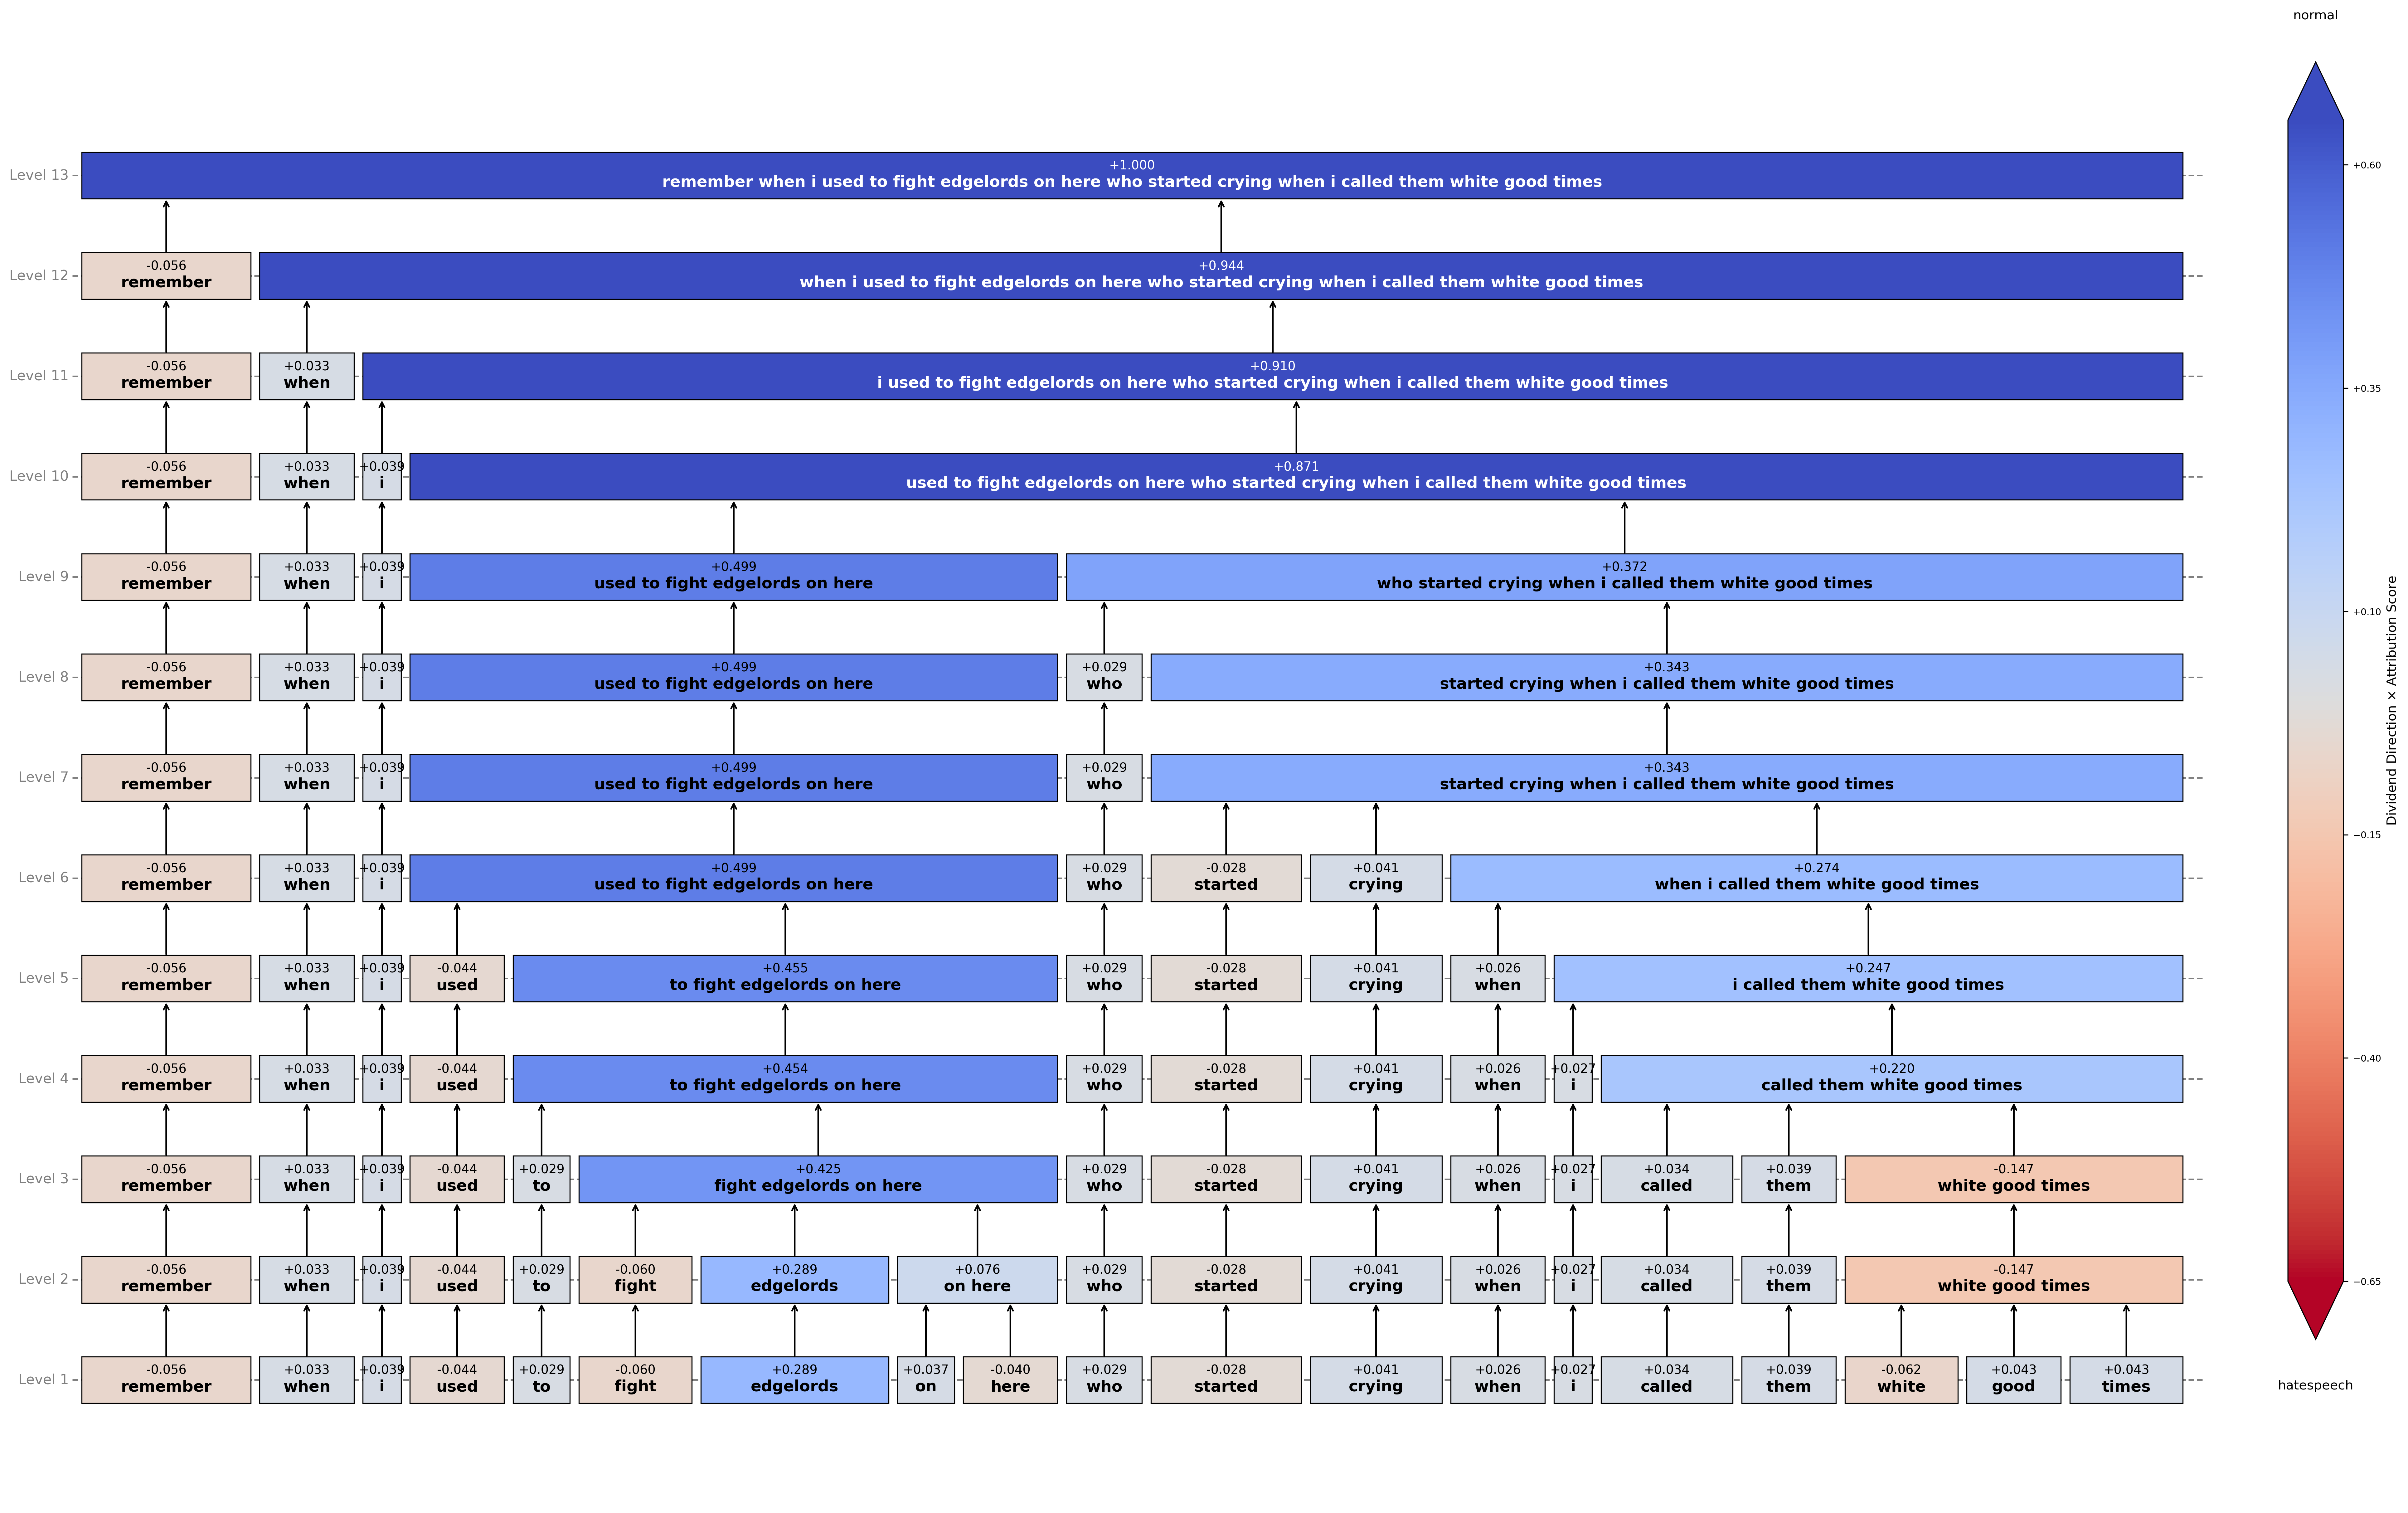 normal
Level 13
+1.000
remember when i used to fight edgelords on here who started crying when i called them white good times
Level 12
-0.056 +0.944
remember when i used to fight edgelords on here who started crying when i called them white good times
Level 11
-0.056 +0.033 +0.910
remember when i used to fight edgelords on here who started crying when i called them white good times
Level 10
-0.056 +0.033 +0.039 +0.871
remember when i used to fight edgelords on here who started crying when i called them white good times
Level 9
-0.056 +0.033 +0.039 +0.499 +0.372
remember when i used to fight edgelords on here who started crying when i called them white good times
Level 8
-0.056 +0.033 +0.039 +0.499 +0.029 +0.343
remember when i used to fight edgelords on here who started crying when i called them white good times
Level 7
-0.056 +0.033 +0.039 +0.499 +0.029 +0.343
remember when i used to fight edgelords on here who started crying when i called them white good times
Level 6
-0.056 +0.033 +0.039 +0.499 +0.029 -0.028 +0.041 +0.274
remember when i used to fight edgelords on here who started crying when i called them white good times
Level 5
-0.056 +0.033 +0.039 -0.044 +0.455 +0.029 -0.028 +0.041 +0.026 +0.247
remember when i used to fight edgelords on here who started crying when i called them white good times
Level 4
-0.056 +0.033 +0.039 -0.044 +0.454 +0.029 -0.028 +0.041 +0.026 +0.027 +0.220
remember when i used to fight edgelords on here who started crying when i called them white good times
Level 3
-0.056 +0.033 +0.039 -0.044 +0.029 +0.425 +0.029 -0.028 +0.041 +0.026 +0.027 +0.034 +0.039 -0.147
remember when i used to fight edgelords on here who started crying when i called them white good times
Level 2
-0.056 +0.033 +0.039 -0.044 +0.029 -0.060 +0.289 +0.076 +0.029 -0.028 +0.041 +0.026 +0.027 +0.034 +0.039 -0.147
remember when i used to fight edgelords on here who started crying when i called them white good times
Level 1
-0.056 +0.033 +0.039 -0.044 +0.029 -0.060 +0.289 +0.037 -0.040 +0.029 -0.028 +0.041 +0.026 +0.027 +0.034 +0.039 -0.062 +0.043 +0.043
remember when i used to fight edgelords on here who started crying when i called them white good times
+0.60
+0.35
+0.10
−0.15
−0.40
−0.65
Dividend Direction × Attribution Score
hatespeech